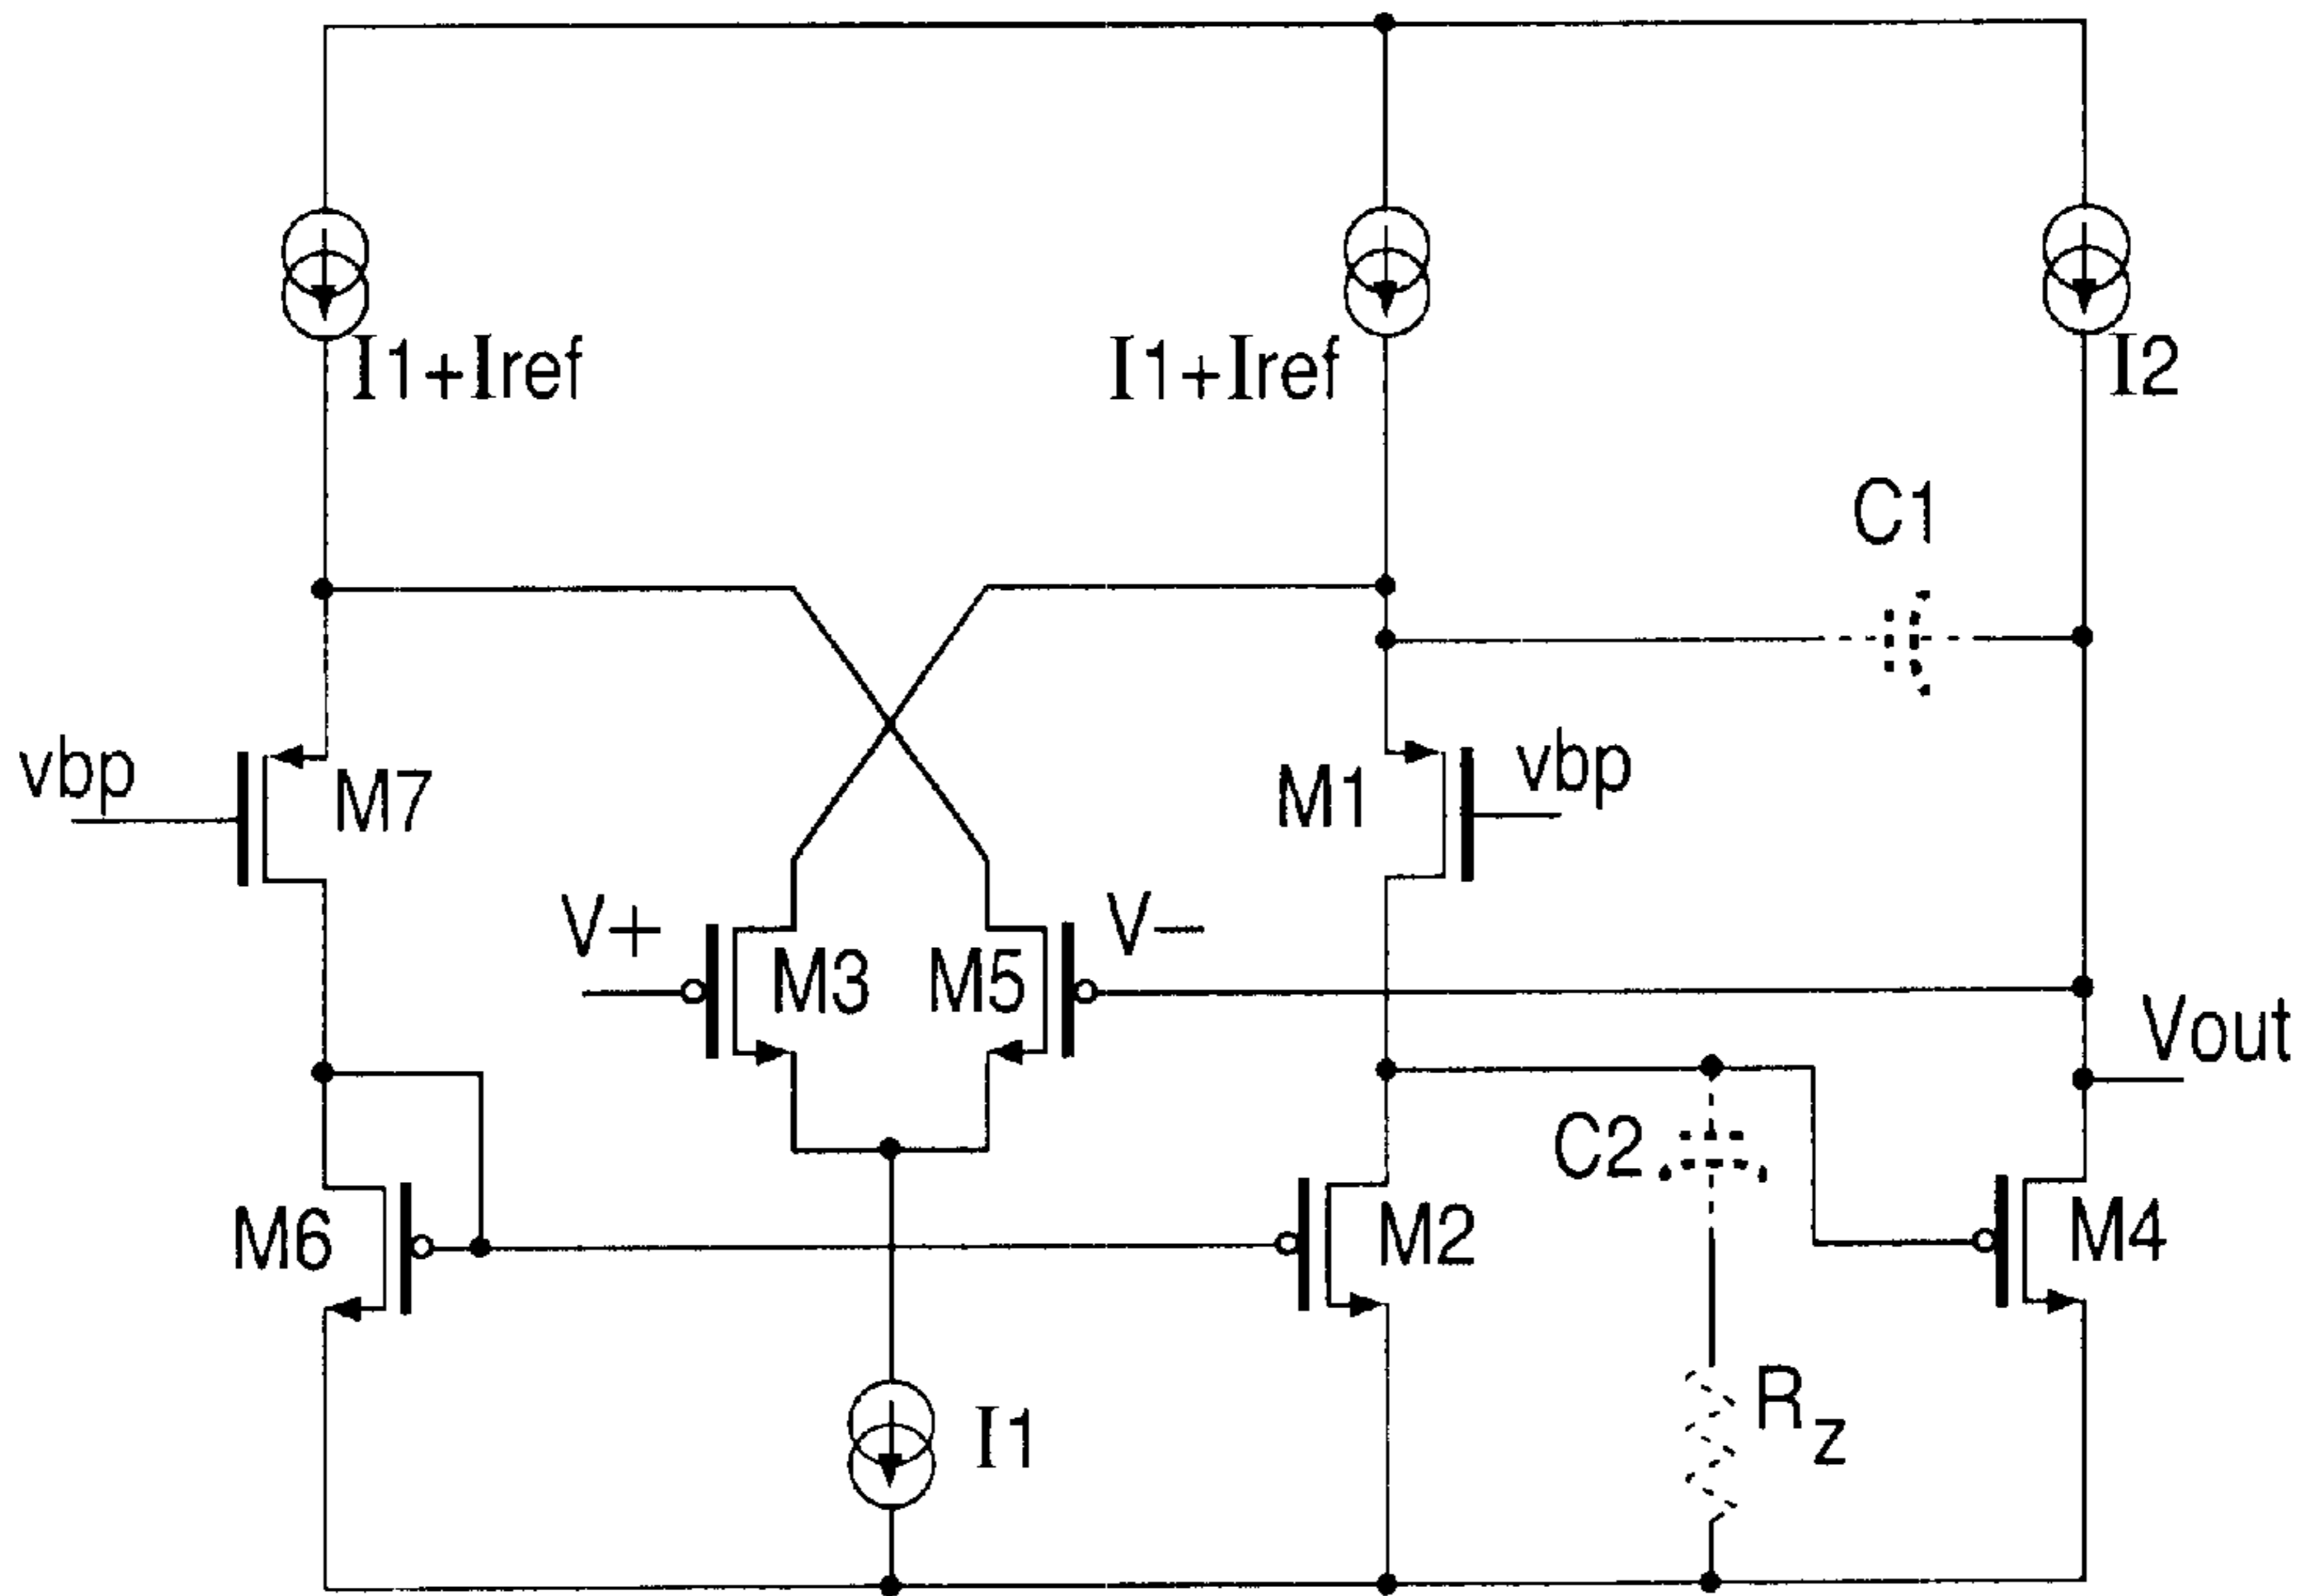 I1+Iref
I1+Iref
I2
C1
vbp
M7
M1
vbp
V+
M3
M5
V−
Vout
C2
M6
M2
M4
I1
Rz